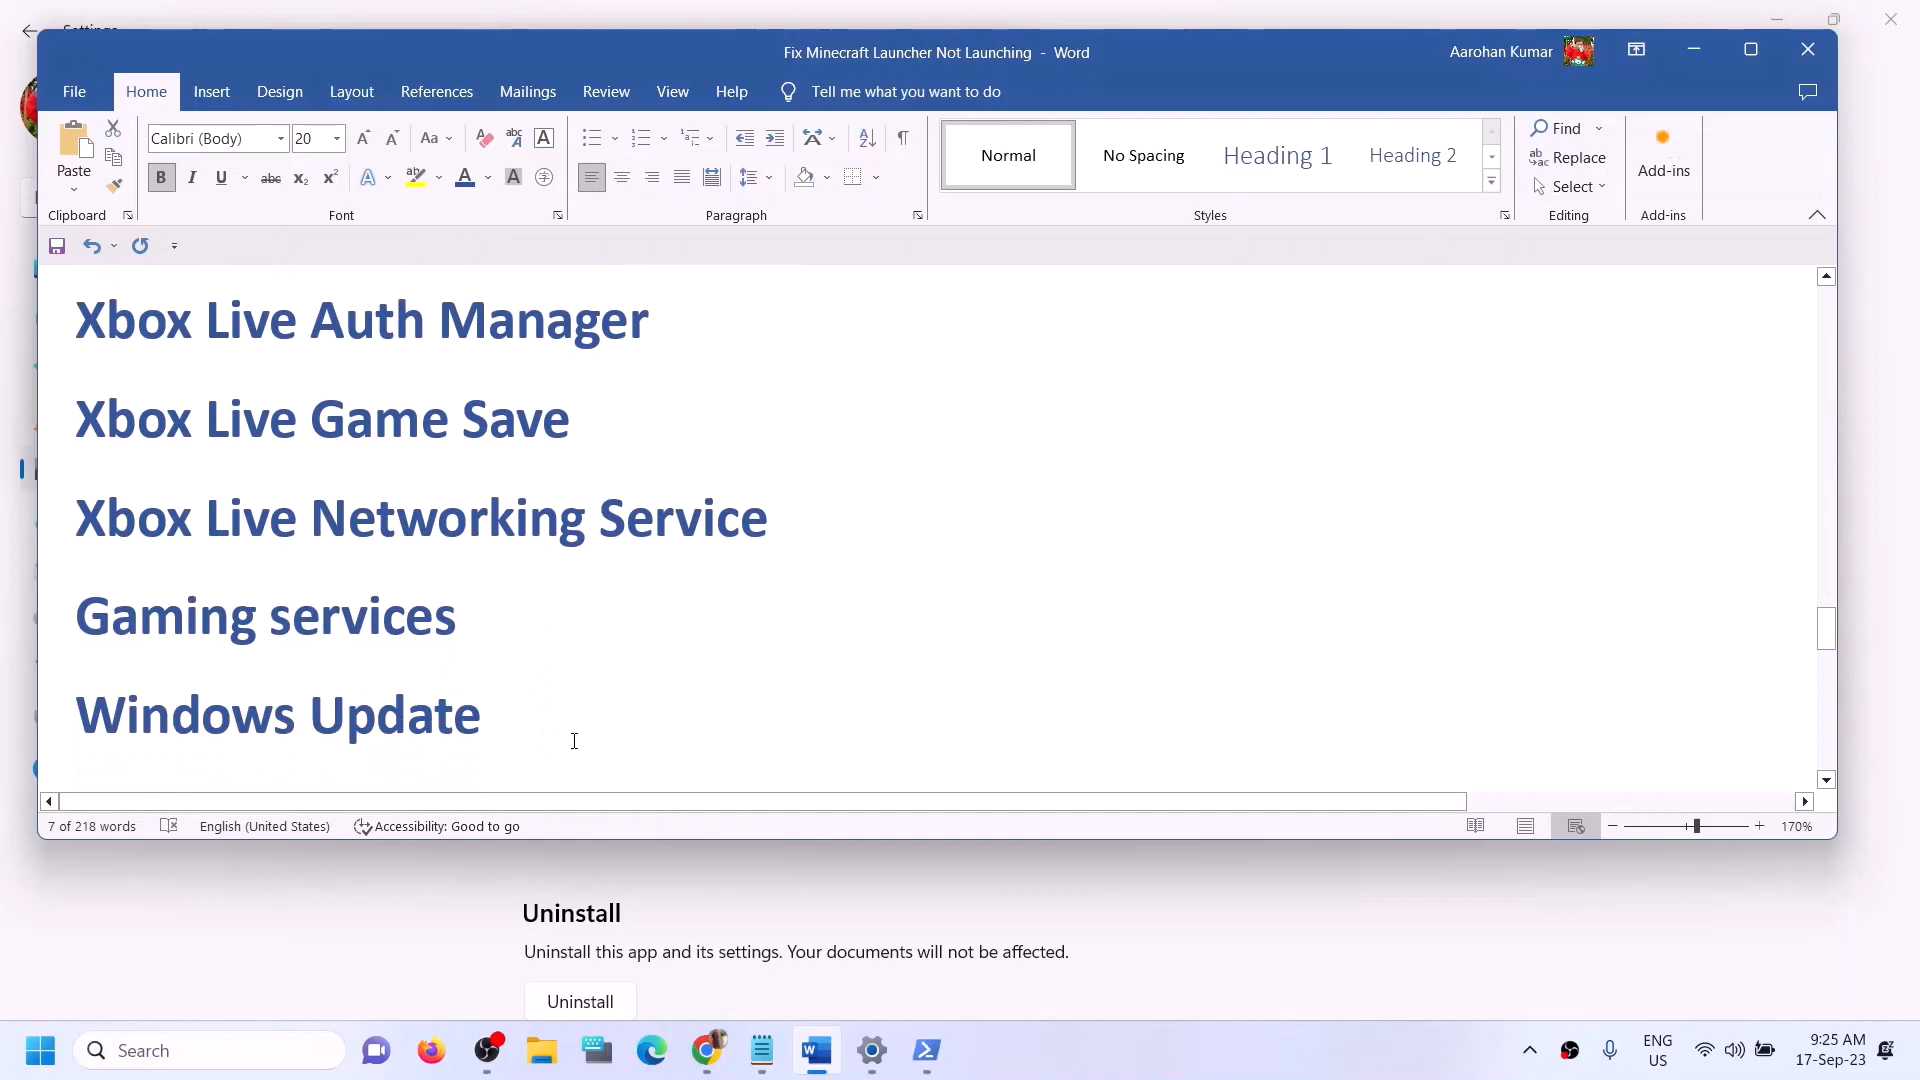 Settings
Fix Minecraft Launcher Not Launching - Word
Aarohan Kumar
File Home Insert Design Layout References Mailings Review View Help Tell me what you want to do
Paste
Calibri (Body) 20
Aa
B I U abc x₂ x²
Normal No Spacing Heading 1 Heading 2
Find
Replace
Select
Add-ins
Clipboard Font Paragraph Styles Editing Add-ins
Xbox Live Auth Manager
Xbox Live Game Save
Xbox Live Networking Service
Gaming services
Windows Update
7 of 218 words English (United States) Accessibility: Good to go 170%
Uninstall
Uninstall this app and its settings. Your documents will not be affected.
Uninstall
Search
ENG
US
9:25 AM
17-Sep-23